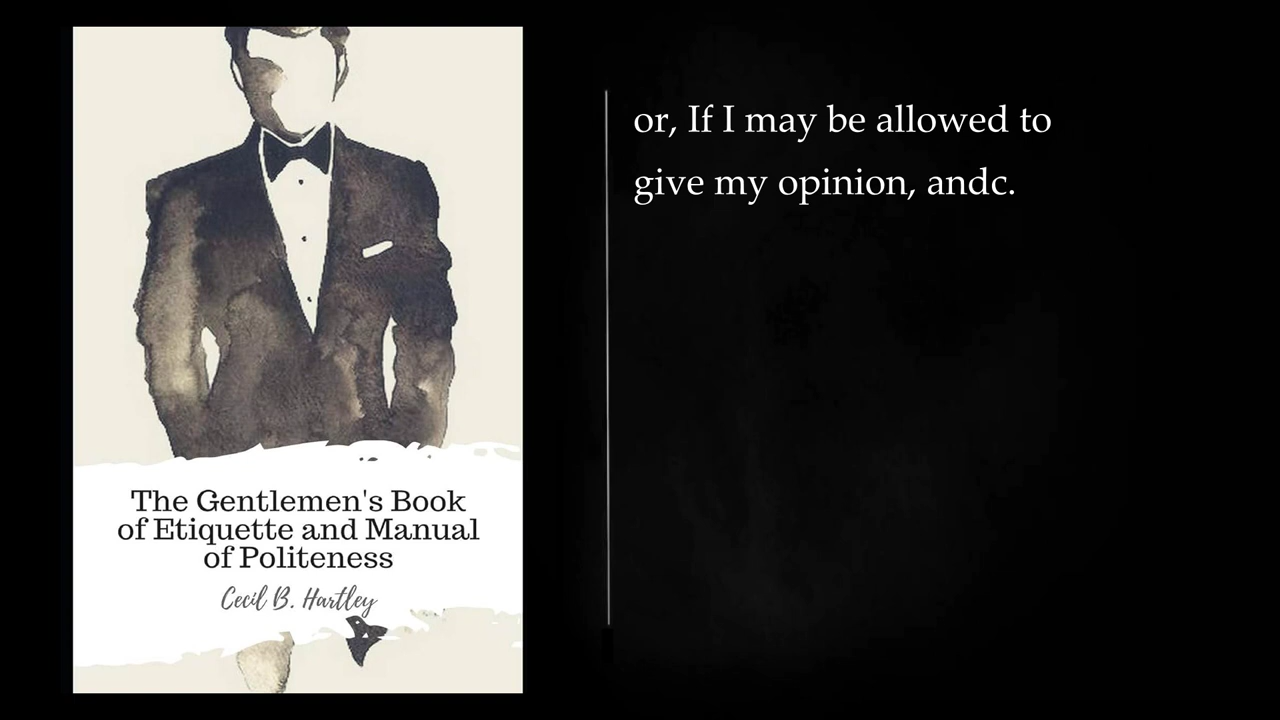 The Gentlemen's Book
of Etiquette and Manual
of Politeness
Cecil B. Hartley
or, If I may be allowed to
give my opinion, andc.